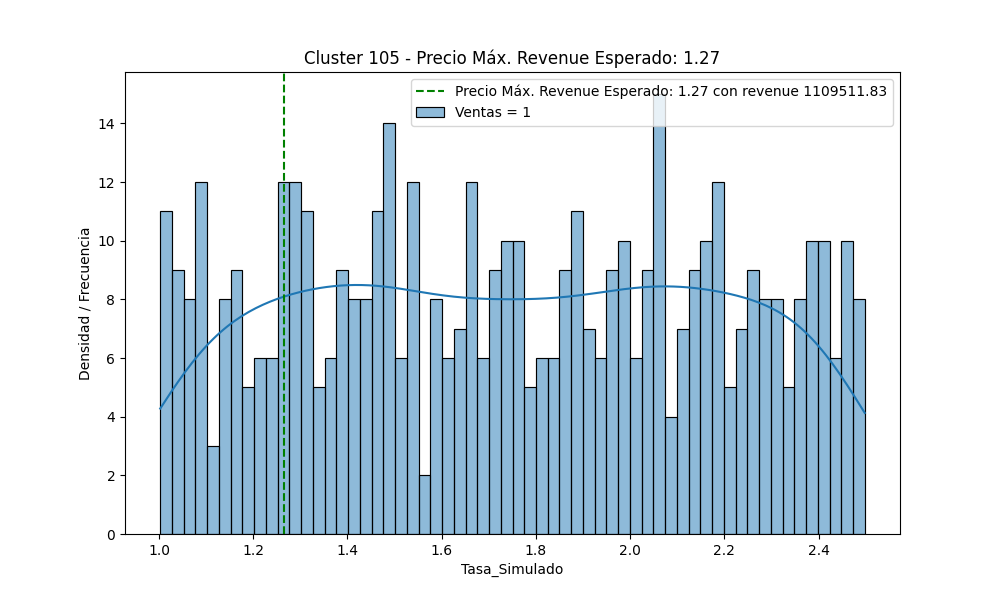 Cluster 105 - Precio Máx. Revenue Esperado: 1.27
Precio Máx. Revenue Esperado: 1.27 con revenue 1109511.83
Ventas = 1
Densidad / Frecuencia
14
12
10
8
6
4
2
0
1.0 1.2 1.4 1.6 1.8 2.0 2.2 2.4
Tasa_Simulado